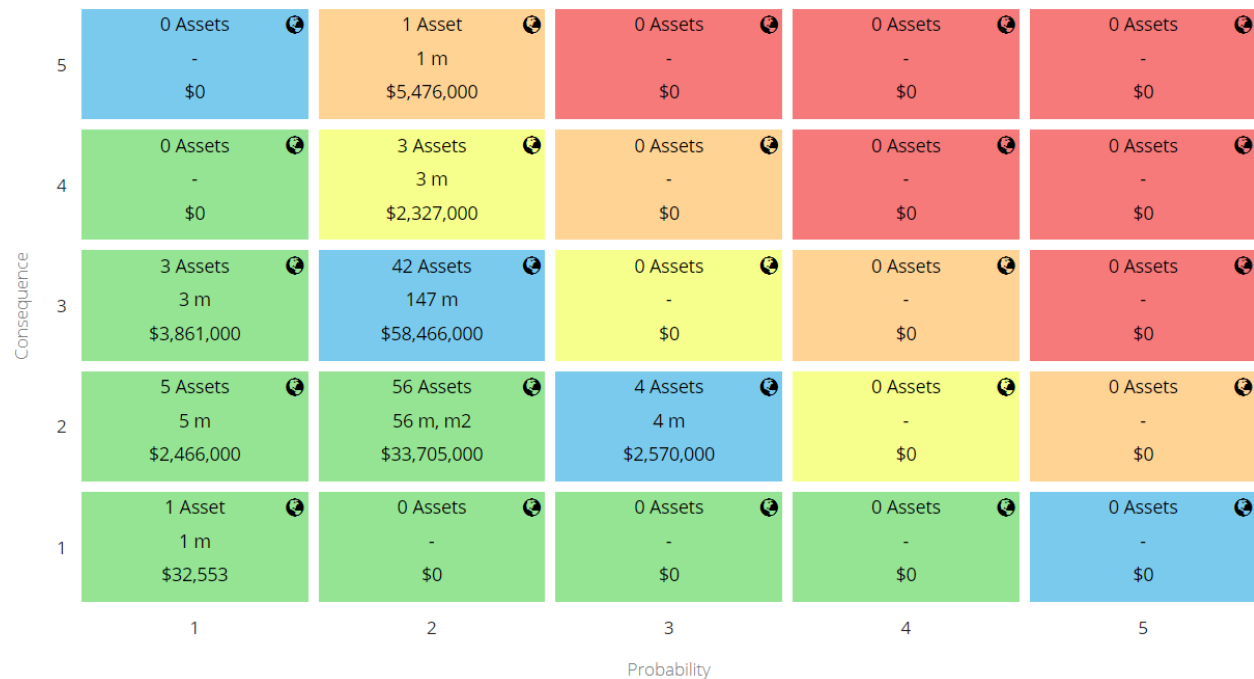 5
0 Assets
-
$0
1 Asset
1 m
$5,476,000
0 Assets
-
$0
0 Assets
-
$0
0 Assets
-
$0
4
0 Assets
-
$0
3 Assets
3 m
$2,327,000
0 Assets
-
$0
0 Assets
-
$0
0 Assets
-
$0
Consequence
3
3 Assets
3 m
$3,861,000
42 Assets
147 m
$58,466,000
0 Assets
-
$0
0 Assets
-
$0
0 Assets
-
$0
2
5 Assets
5 m
$2,466,000
56 Assets
56 m, m2
$33,705,000
4 Assets
4 m
$2,570,000
0 Assets
-
$0
0 Assets
-
$0
1
1 Asset
1 m
$32,553
0 Assets
-
$0
0 Assets
-
$0
0 Assets
-
$0
0 Assets
-
$0
1
2
3
4
5
Probability